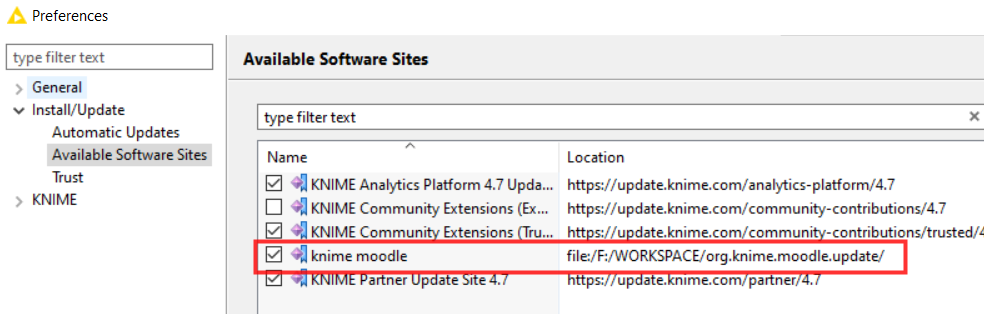 Preferences
type filter text
General
Install/Update
Automatic Updates
Available Software Sites
Trust
KNIME
Available Software Sites
type filter text
Name Location
KNIME Analytics Platform 4.7 Upda... https://update.knime.com/analytics-platform/4.7
KNIME Community Extensions (Ex... https://update.knime.com/community-contributions/4.7
KNIME Community Extensions (Tru... https://update.knime.com/community-contributions/trusted/4
knime moodle file:/F:/WORKSPACE/org.knime.moodle.update/
KNIME Partner Update Site 4.7 https://update.knime.com/partner/4.7